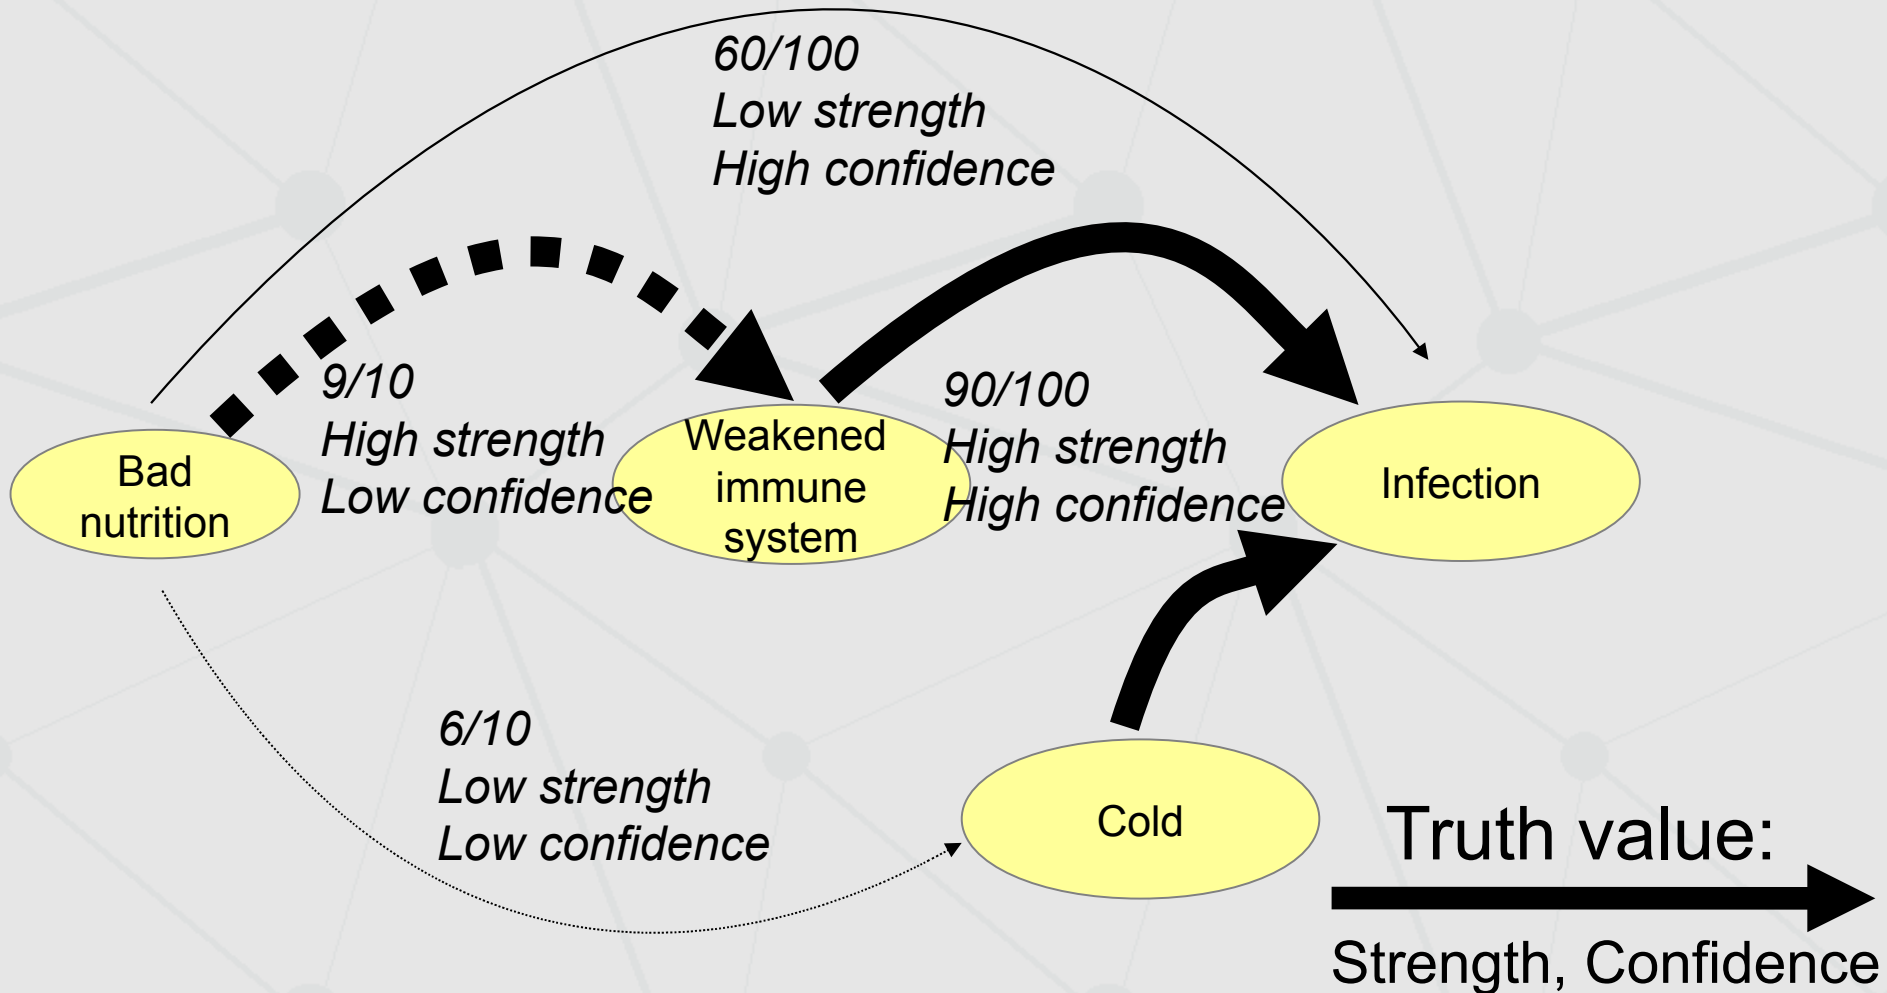 60/100
Low strength
High confidence
9/10
High strength
Low confidence
90/100
High strength
High confidence
Bad
nutrition
Weakened
immune
system
Infection
6/10
Low strength
Low confidence
Cold
Truth value:
Strength, Confidence